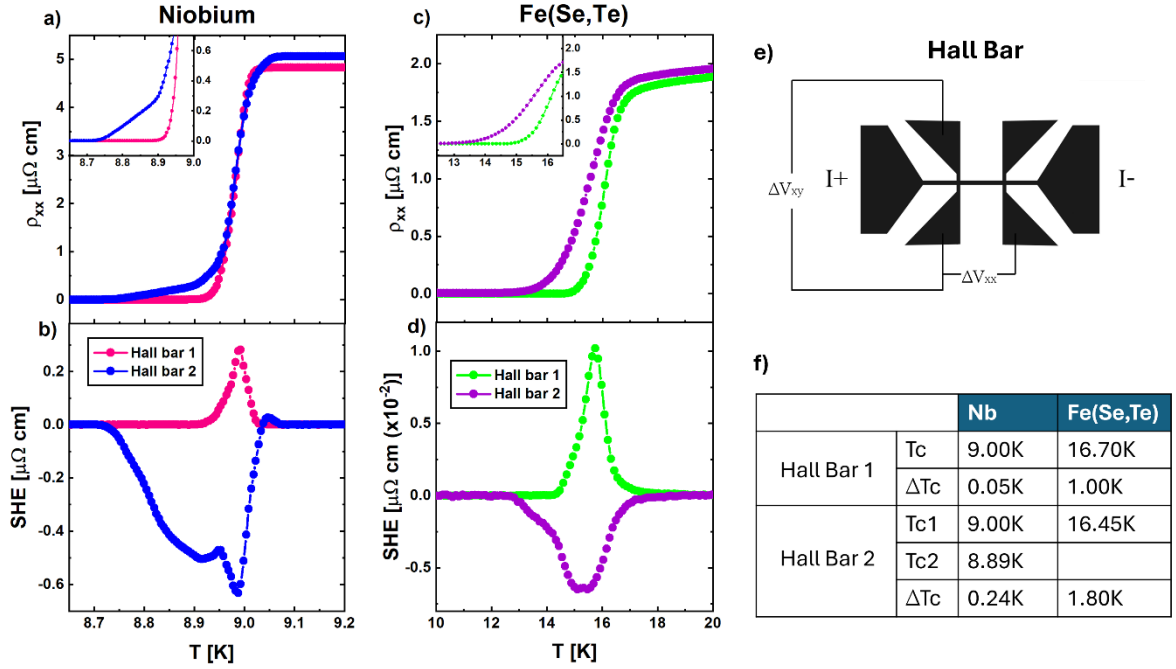 Niobium
a)
ρxx [μΩ cm]
5
4
3
2
1
0
0.6
0.4
0.2
0.0
8.7 8.8 8.9 9.0
b)
SHE [μΩ cm]
0.2
0.0
-0.2
-0.4
-0.6
Hall bar 1
Hall bar 2
8.7 8.8 8.9 9.0 9.1 9.2
T [K]
Fe(Se,Te)
c)
ρxx [μΩ cm]
2.0
1.5
1.0
0.5
0.0
2.0
1.5
1.0
0.5
0.0
13 14 15 16
d)
SHE [μΩ cm (x10-2)]
1.0
0.5
0.0
-0.5
Hall bar 1
Hall bar 2
10 12 14 16 18 20
T [K]
e)
Hall Bar
ΔVxy
I+
I-
ΔVxx
f)
Nb Fe(Se,Te)
Hall Bar 1
Tc 9.00K 16.70K
ΔTc 0.05K 1.00K
Hall Bar 2
Tc1 9.00K 16.45K
Tc2 8.89K
ΔTc 0.24K 1.80K